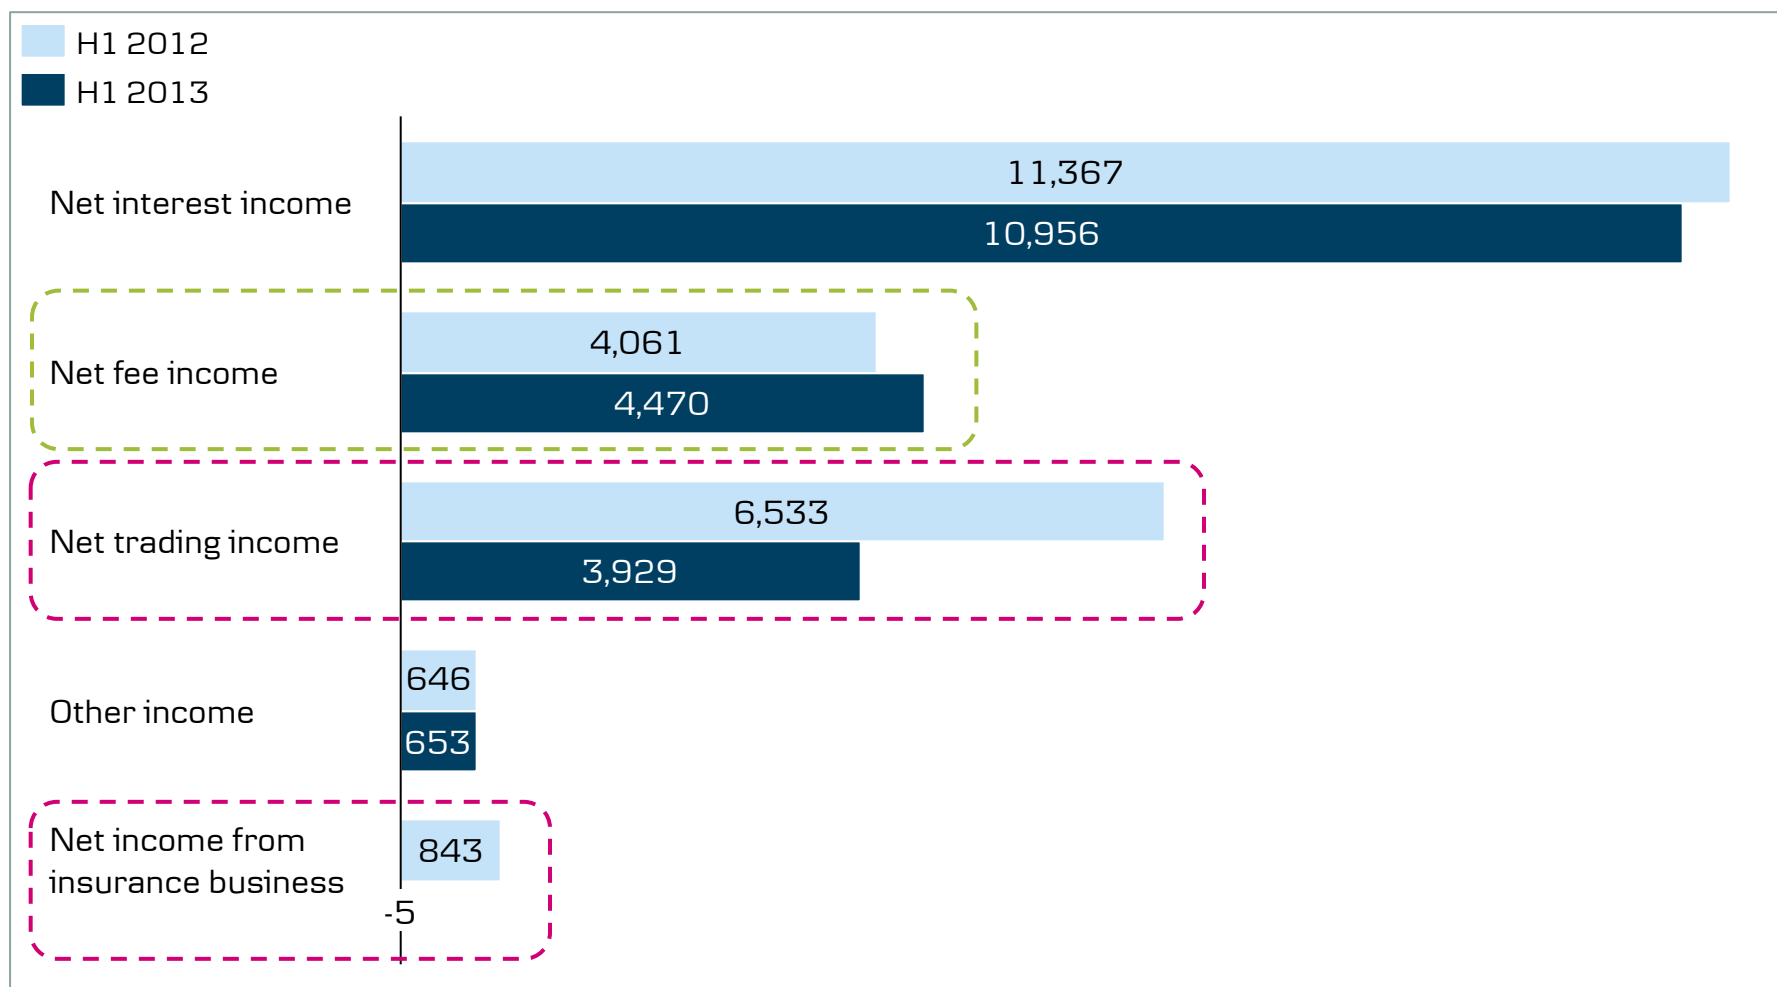 H1 2012
H1 2013
Net interest income
11,367
10,956
Net fee income
4,061
4,470
Net trading income
6,533
3,929
Other income
646
653
Net income from
insurance business
843
-5